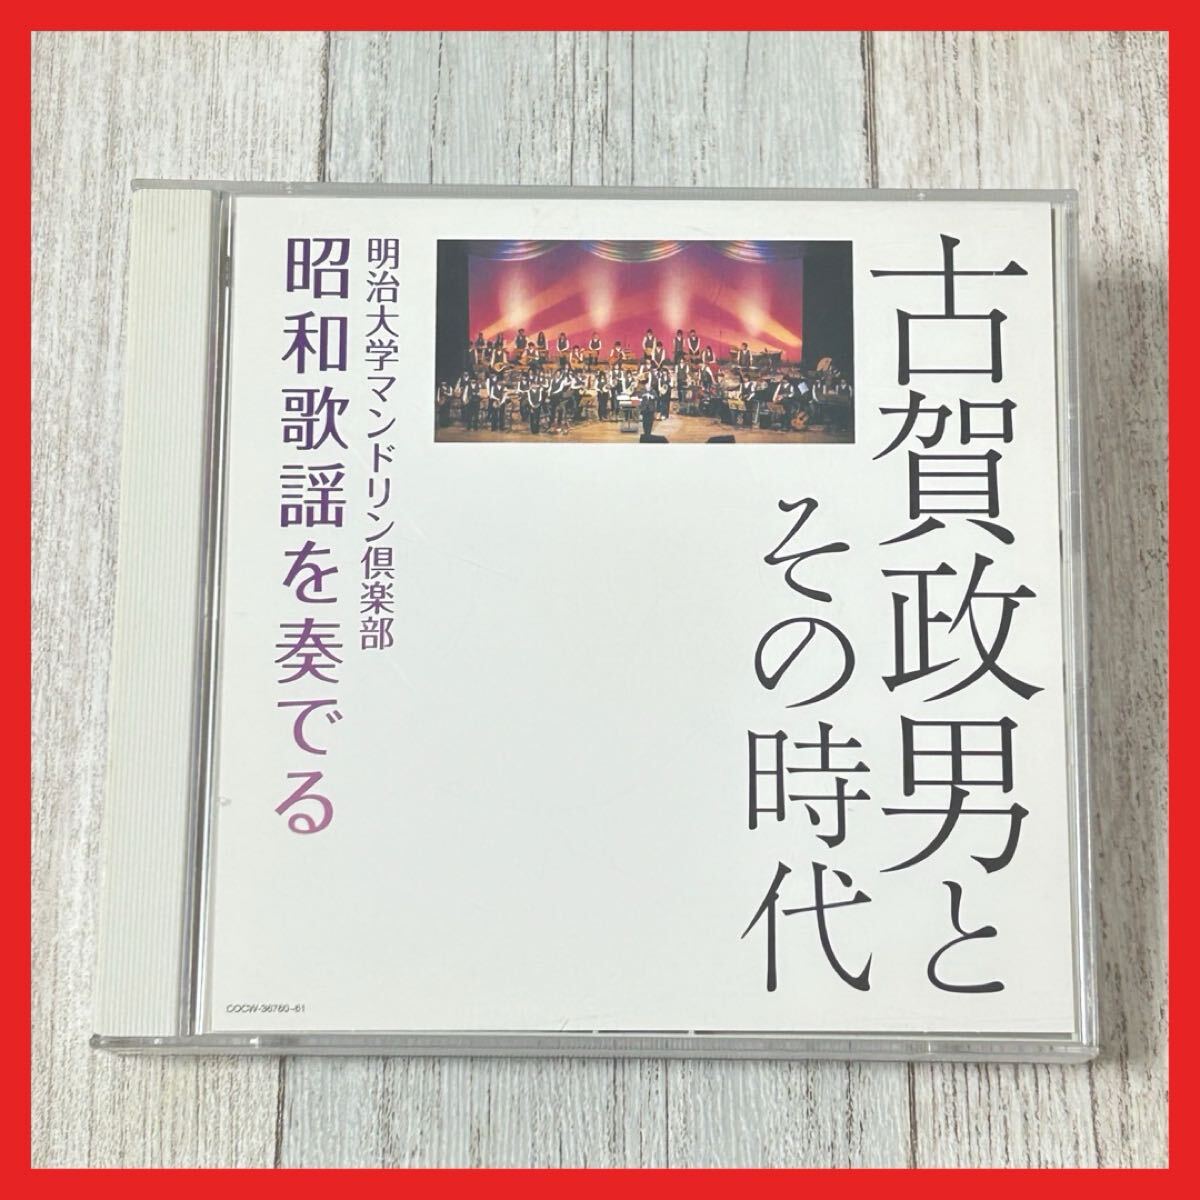 古賀政男と
その時代
明治大学マンドリン倶楽部
昭和歌謡を奏でる
COCW-36760~61